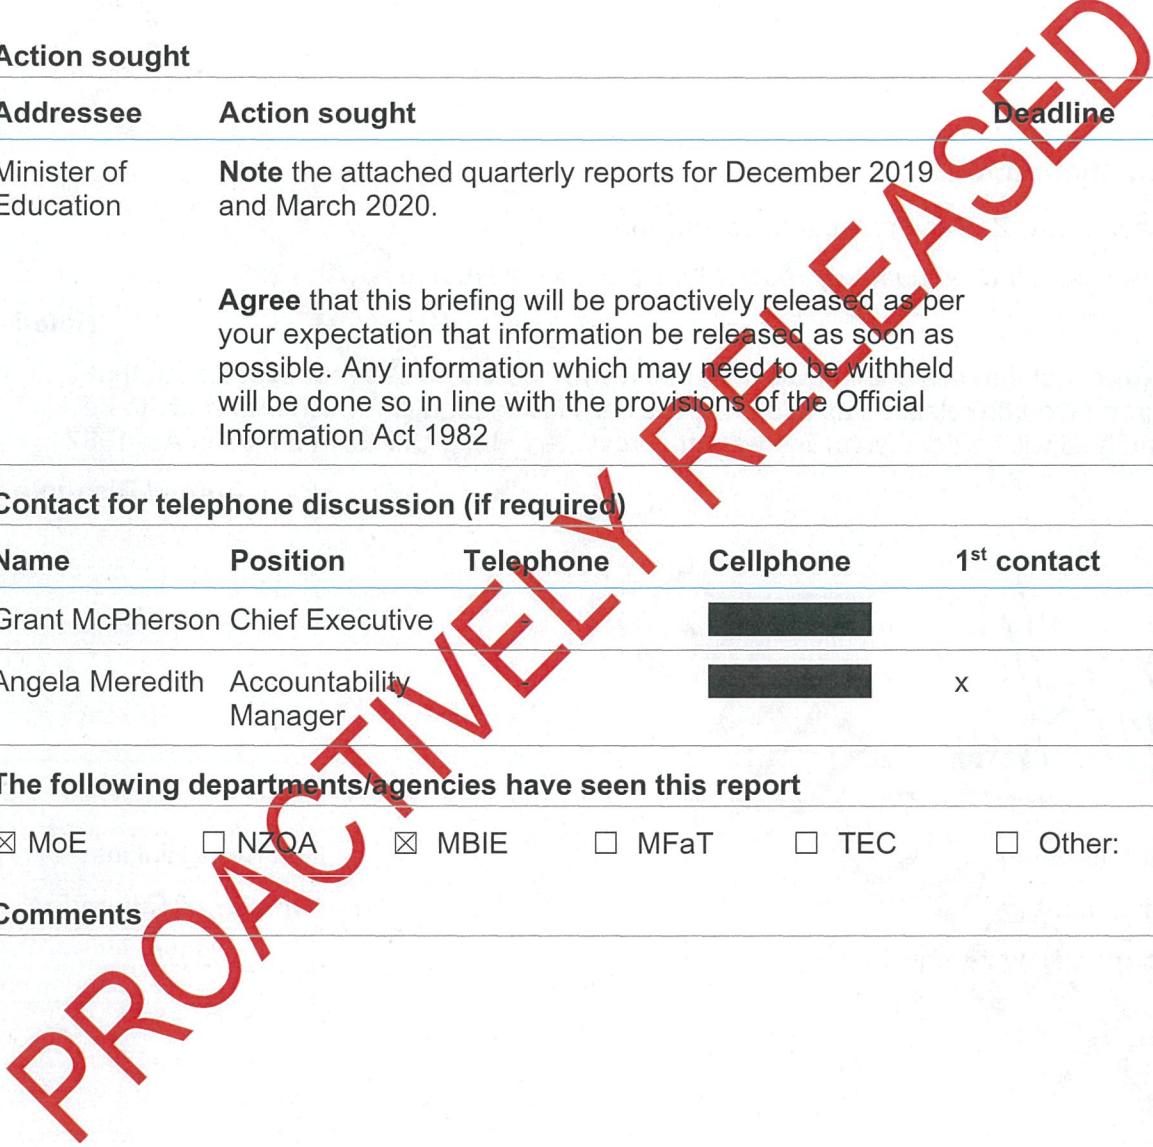 Action sought
Addressee Action sought Deadline
Minister of Education
Note the attached quarterly reports for December 2019
and March 2020.
Agree that this briefing will be proactively released as per
your expectation that information be released as soon as
possible. Any information which may need to be withheld
will be done so in line with the provisions of the Official
Information Act 1982
Contact for telephone discussion (if required)
Name Position Telephone Cellphone 1st contact
Grant McPherson Chief Executive -
Angela Meredith Accountability Manager - x
The following departments/agencies have seen this report
☒ MoE ☐ NZQA ☒ MBIE ☐ MFaT ☐ TEC ☐ Other:
Comments
PROACTIVELY RELEASED